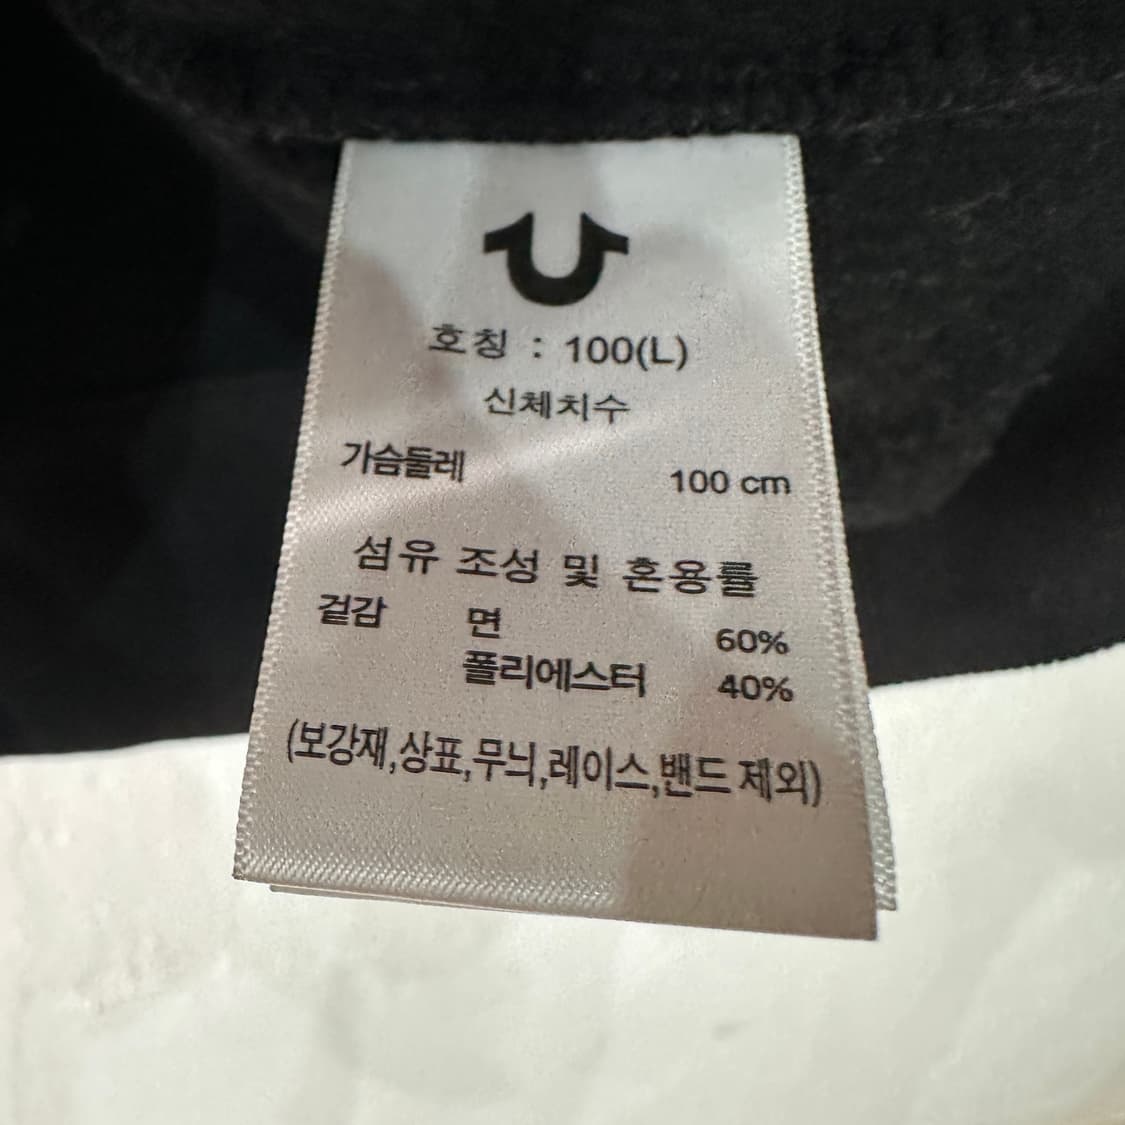 호칭 : 100(L)
신체치수
가슴둘레 100 cm
섬유 조성 및 혼용률
겉감 면 60%
폴리에스터 40%
(보강재,상표,무늬,레이스,밴드 제외)